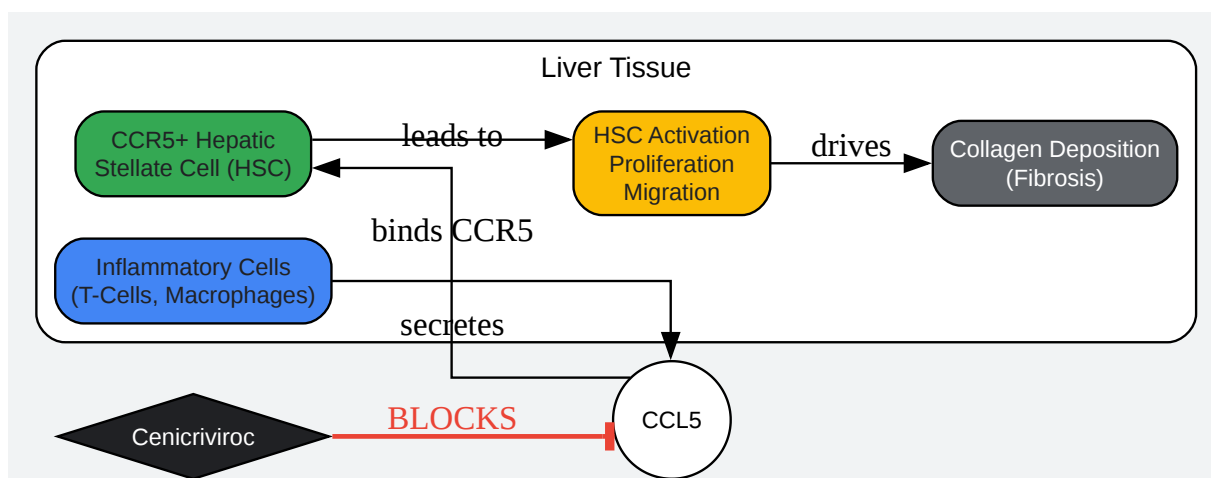 Liver Tissue
CCR5+ Hepatic
Stellate Cell (HSC)
leads to
HSC Activation
Proliferation
Migration
drives
Collagen Deposition
(Fibrosis)
binds CCR5
Inflammatory Cells
(T-Cells, Macrophages)
secretes
BLOCKS
Cenicriviroc
CCL5